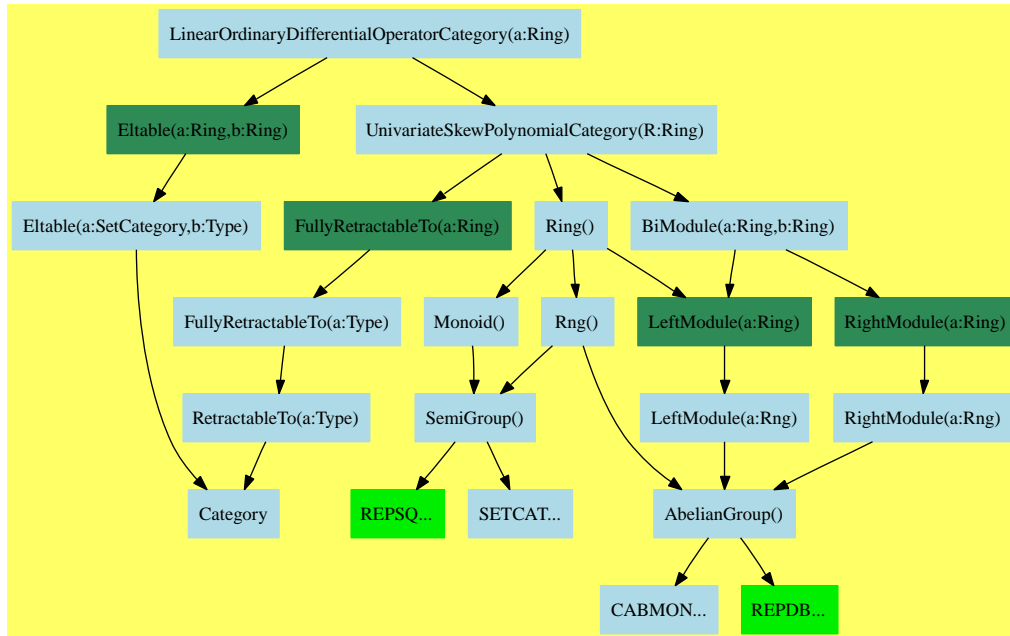 LinearOrdinaryDifferentialOperatorCategory(a:Ring)
Eltable(a:Ring,b:Ring)
UnivariateSkewPolynomialCategory(R:Ring)
Eltable(a:SetCategory,b:Type)
FullyRetractableTo(a:Ring)
Ring()
BiModule(a:Ring,b:Ring)
FullyRetractableTo(a:Type)
Monoid()
Rng()
LeftModule(a:Ring)
RightModule(a:Ring)
RetractableTo(a:Type)
SemiGroup()
LeftModule(a:Rng)
RightModule(a:Rng)
Category
REPSQ...
SETCAT...
AbelianGroup()
CABMON...
REPDB...